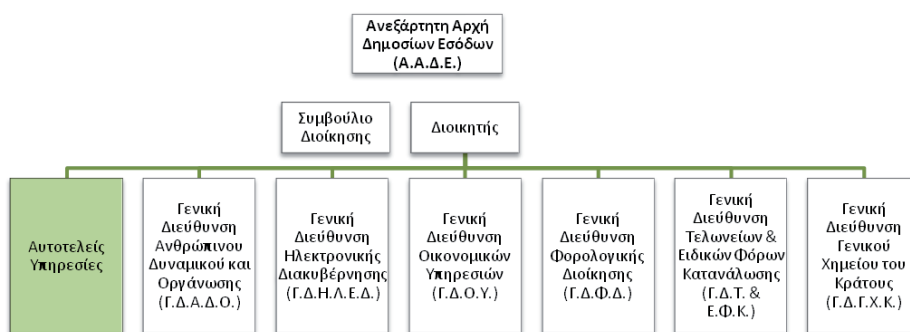 Ανεξάρτητη Αρχή
Δημοσίων Εσόδων
(Α.Α.Δ.Ε.)
Συμβούλιο
Διοίκησης
Διοικητής
Αυτοτελείς
Υπηρεσίες
Γενική
Διεύθυνση
Ανθρώπινου
Δυναμικού και
Οργάνωσης
(Γ.Δ.Α.Δ.Ο.)
Γενική
Διεύθυνση
Ηλεκτρονικής
Διακυβέρνησης
(Γ.Δ.Η.Λ.Ε.Δ.)
Γενική
Διεύθυνση
Οικονομικών
Υπηρεσιών
(Γ.Δ.Ο.Υ.)
Γενική
Διεύθυνση
Φορολογικής
Διοίκησης
(Γ.Δ.Φ.Δ.)
Γενική
Διεύθυνση
Τελωνείων &
Ειδικών Φόρων
Κατανάλωσης
(Γ.Δ.Τ. &
Ε.Φ.Κ.)
Γενική
Διεύθυνση
Γενικού
Χημείου του
Κράτους
(Γ.Δ.Γ.Χ.Κ.)